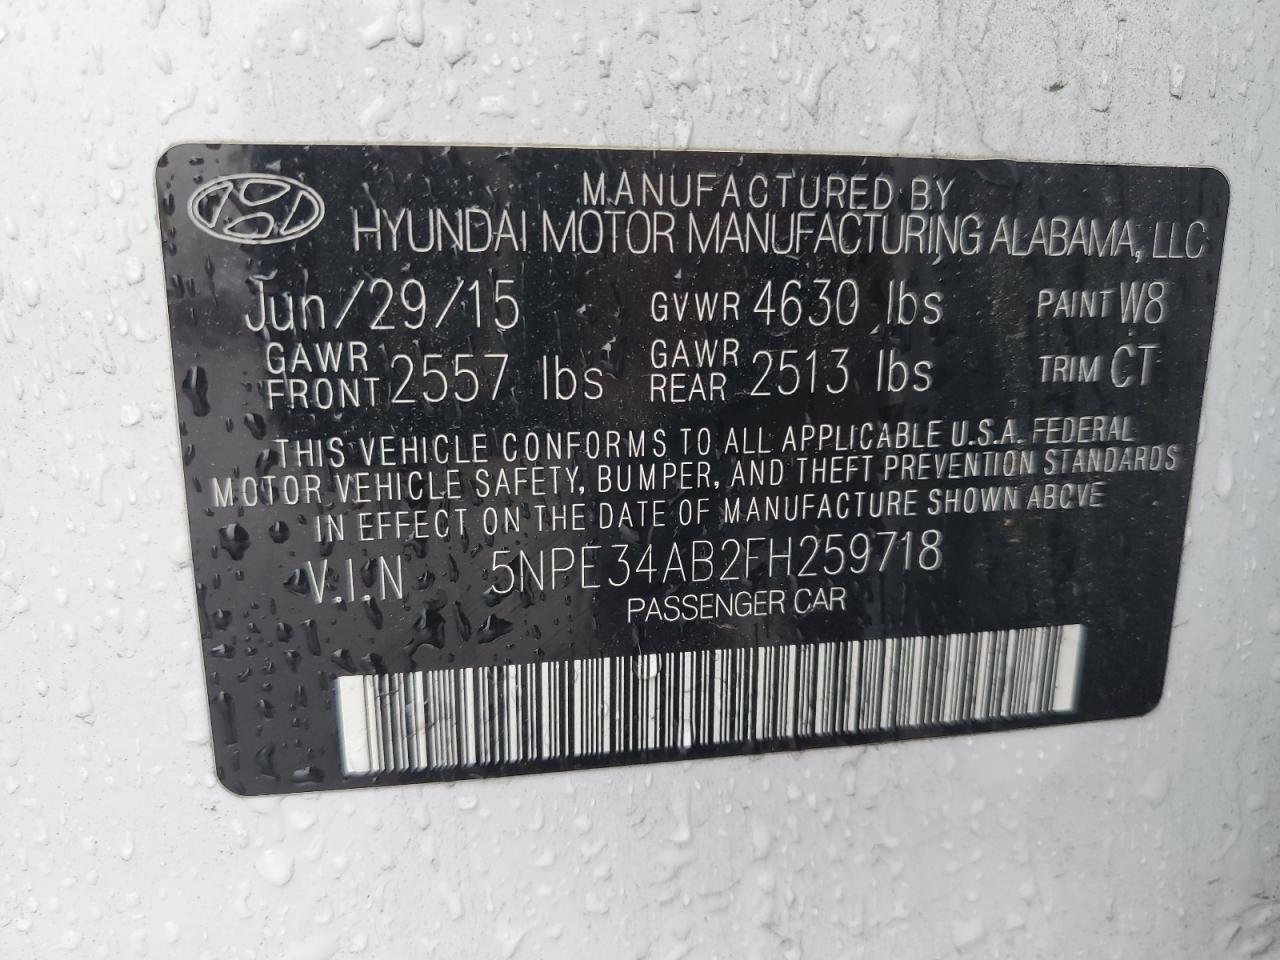 MANUFACTURED BY
HYUNDAI MOTOR MANUFACTURING ALABAMA, LLC
Jun/29/15 GVWR 4630 lbs PAINT W8
GAWR FRONT 2557 lbs GAWR REAR 2513 lbs TRIM CT
THIS VEHICLE CONFORMS TO ALL APPLICABLE U.S.A. FEDERAL
MOTOR VEHICLE SAFETY, BUMPER, AND THEFT PREVENTION STANDARDS
IN EFFECT ON THE DATE OF MANUFACTURE SHOWN ABOVE
V.I.N 5NPE34AB2FH259718
PASSENGER CAR